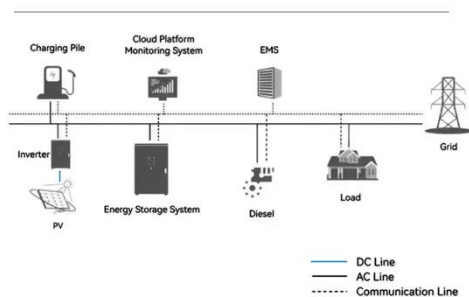 Charging Pile
Cloud Platform
Monitoring System
EMS
Grid
Inverter
PV
Energy Storage System
Diesel
Load
DC Line
AC Line
Communication Line